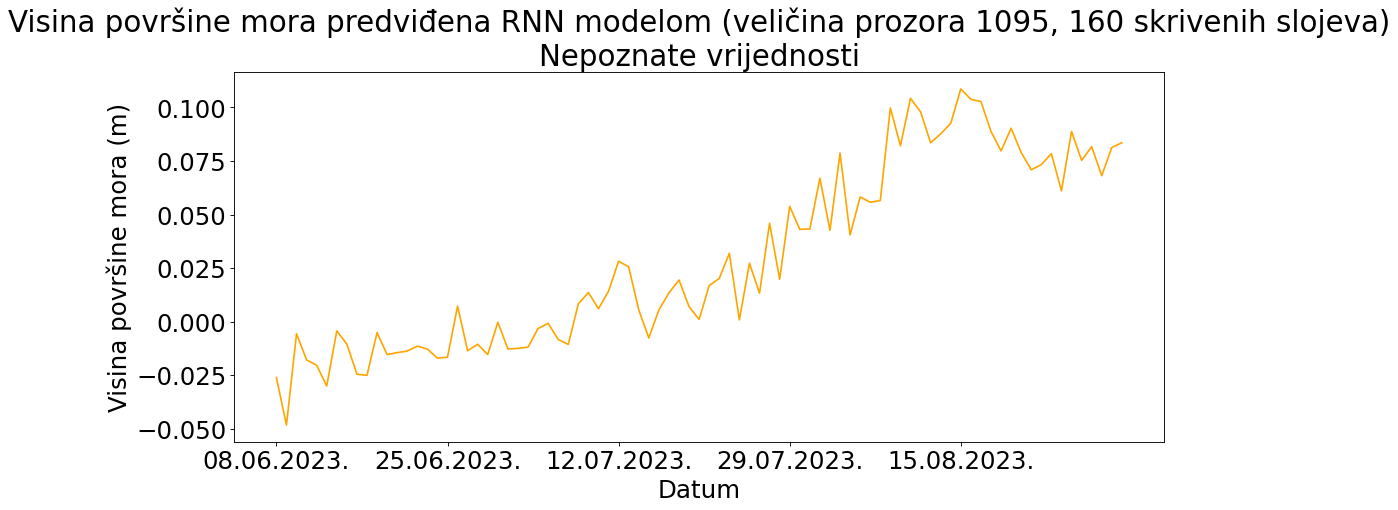 Visina površine mora predviđena RNN modelom (veličina prozora 1095, 160 skrivenih slojeva)
Nepoznate vrijednosti
Visina površine mora (m)
0.100
0.075
0.050
0.025
0.000
−0.025
−0.050
08.06.2023. 25.06.2023. 12.07.2023. 29.07.2023. 15.08.2023.
Datum